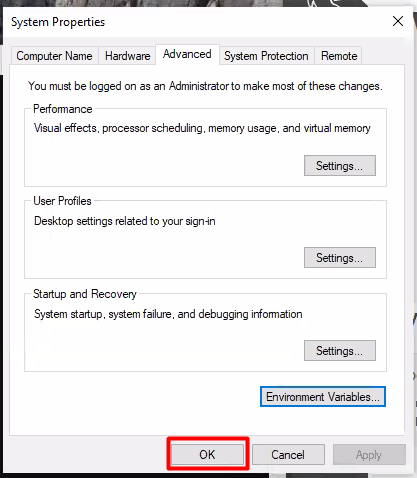 System Properties
Computer Name Hardware Advanced System Protection Remote
You must be logged on as an Administrator to make most of these changes.
Performance
Visual effects, processor scheduling, memory usage, and virtual memory
Settings...
User Profiles
Desktop settings related to your sign-in
Settings...
Startup and Recovery
System startup, system failure, and debugging information
Settings...
Environment Variables...
OK Cancel Apply